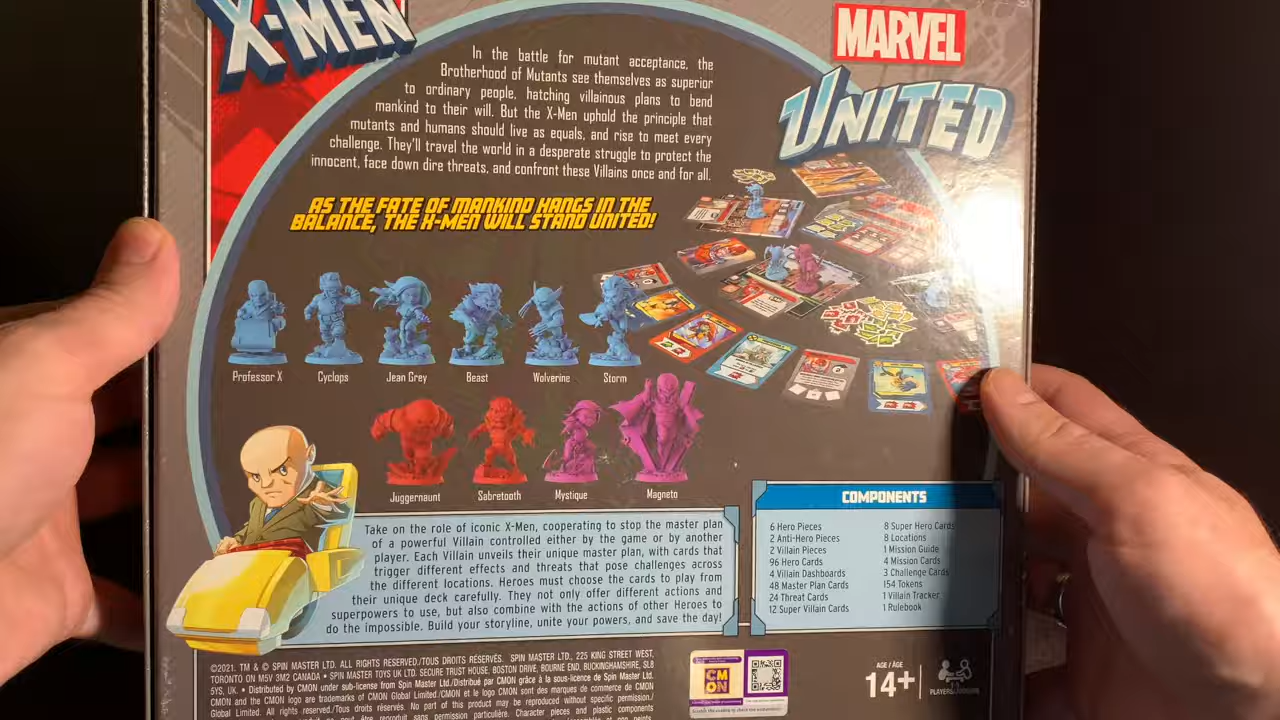 X-MEN
MARVEL
UNITED
In the battle for mutant acceptance, the
Brotherhood of Mutants see themselves as superior
to ordinary people, hatching villainous plans to bend
mankind to their will. But the X-Men uphold the principle that
mutants and humans should live as equals, and rise to meet every
challenge. They'll travel the world in a desperate struggle to protect the
innocent, face down dire threats, and confront these Villains once and for all.
AS THE FATE OF MANKIND HANGS IN THE
BALANCE, THE X-MEN WILL STAND UNITED!
Professor X Cyclops Jean Grey Beast Wolverine Storm
Juggernaunt Sabretooth Mystique Magneto
Take on the role of iconic X-Men, cooperating to stop the master plan
of a powerful Villain controlled either by the game or by another
player. Each Villain unveils their unique master plan, with cards that
trigger different effects and threats that pose challenges across
the different locations. Heroes must choose the cards to play from
their unique deck carefully. They not only offer different actions and
superpowers to use, but also combine with the actions of other Heroes to
do the impossible. Build your storyline, unite your powers, and save the day!
COMPONENTS
6 Hero Pieces
2 Anti-Hero Pieces
2 Villain Pieces
96 Hero Cards
4 Villain Dashboards
48 Master Plan Cards
24 Threat Cards
12 Super Villain Cards
8 Super Hero Cards
8 Locations
1 Mission Guide
4 Mission Cards
3 Challenge Cards
154 Tokens
1 Villain Tracker
1 Rulebook
©2021. TM & © SPIN MASTER LTD. ALL RIGHTS RESERVED./TOUS DROITS RÉSERVÉS. SPIN MASTER LTD., 225 KING STREET WEST,
TORONTO ON M5V 3M2 CANADA • SPIN MASTER TOYS UK LTD. SECURE TRUST HOUSE, BOSTON DRIVE, BOURNE END, BUCKINGHAMSHIRE, SL8
5YS, UK. • Distributed by CMON under sub-license from Spin Master Ltd./Distribué par CMON grâce à la sous-licence de Spin Master Ltd.
CMON and the CMON logo are trademarks of CMON Global Limited/CMON et le logo CMON sont des marques de commerce de CMON
Global Limited. All rights reserved./Tous droits réservés. No part of this product may be reproduced without specific permission./
CMON
AGE / ÂGE
14+